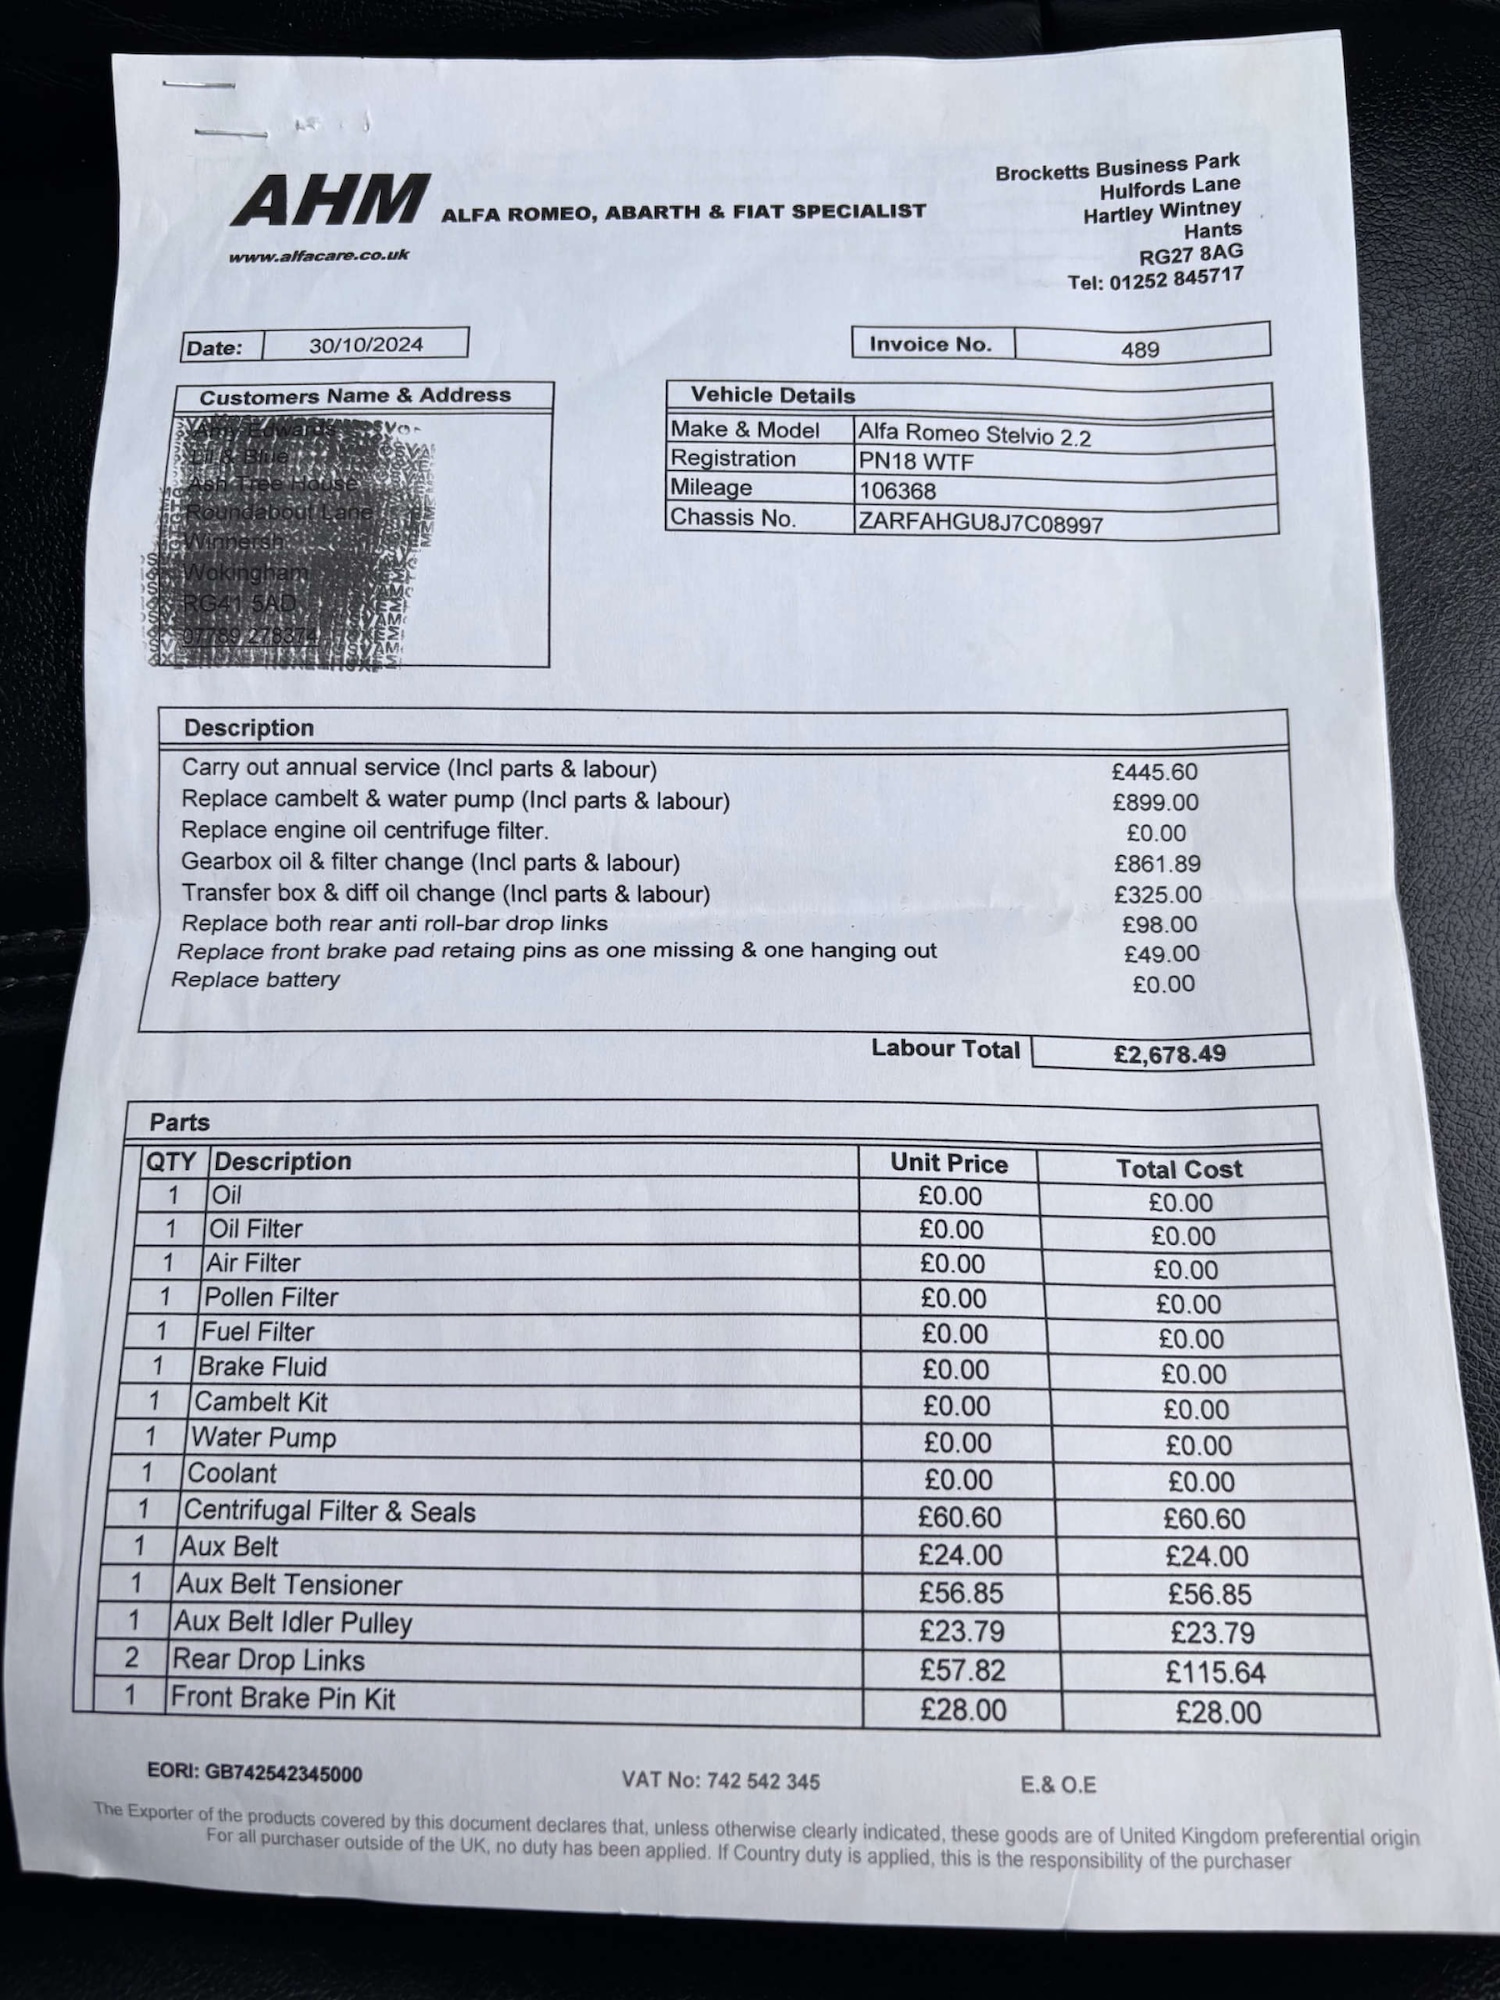 AHM ALFA ROMEO, ABARTH & FIAT SPECIALIST
www.alfacare.co.uk
Brocketts Business Park
Hulfords Lane
Hartley Wintney
Hants
RG27 8AG
Tel: 01252 845717
Date: 30/10/2024
Invoice No. 489
Customers Name & Address
Vehicle Details
Make & Model Alfa Romeo Stelvio 2.2
Registration PN18 WTF
Mileage 106368
Chassis No. ZARFAHGU8J7C08997
Description
Carry out annual service (Incl parts & labour) £445.60
Replace cambelt & water pump (Incl parts & labour) £899.00
Replace engine oil centrifuge filter. £0.00
Gearbox oil & filter change (Incl parts & labour) £861.89
Transfer box & diff oil change (Incl parts & labour) £325.00
Replace both rear anti roll-bar drop links £98.00
Replace front brake pad retaing pins as one missing & one hanging out £49.00
Replace battery £0.00
Labour Total £2,678.49
Parts
QTY Description Unit Price Total Cost
1 Oil £0.00 £0.00
1 Oil Filter £0.00 £0.00
1 Air Filter £0.00 £0.00
1 Pollen Filter £0.00 £0.00
1 Fuel Filter £0.00 £0.00
1 Brake Fluid £0.00 £0.00
1 Cambelt Kit £0.00 £0.00
1 Water Pump £0.00 £0.00
1 Coolant £0.00 £0.00
1 Centrifugal Filter & Seals £60.60 £60.60
1 Aux Belt £24.00 £24.00
1 Aux Belt Tensioner £56.85 £56.85
1 Aux Belt Idler Pulley £23.79 £23.79
2 Rear Drop Links £57.82 £115.64
1 Front Brake Pin Kit £28.00 £28.00
EORI: GB742542345000 VAT No: 742 542 345 E.& O.E
The Exporter of the products covered by this document declares that, unless otherwise clearly indicated, these goods are of United Kingdom preferential origin
For all purchaser outside of the UK, no duty has been applied. If Country duty is applied, this is the responsibility of the purchaser